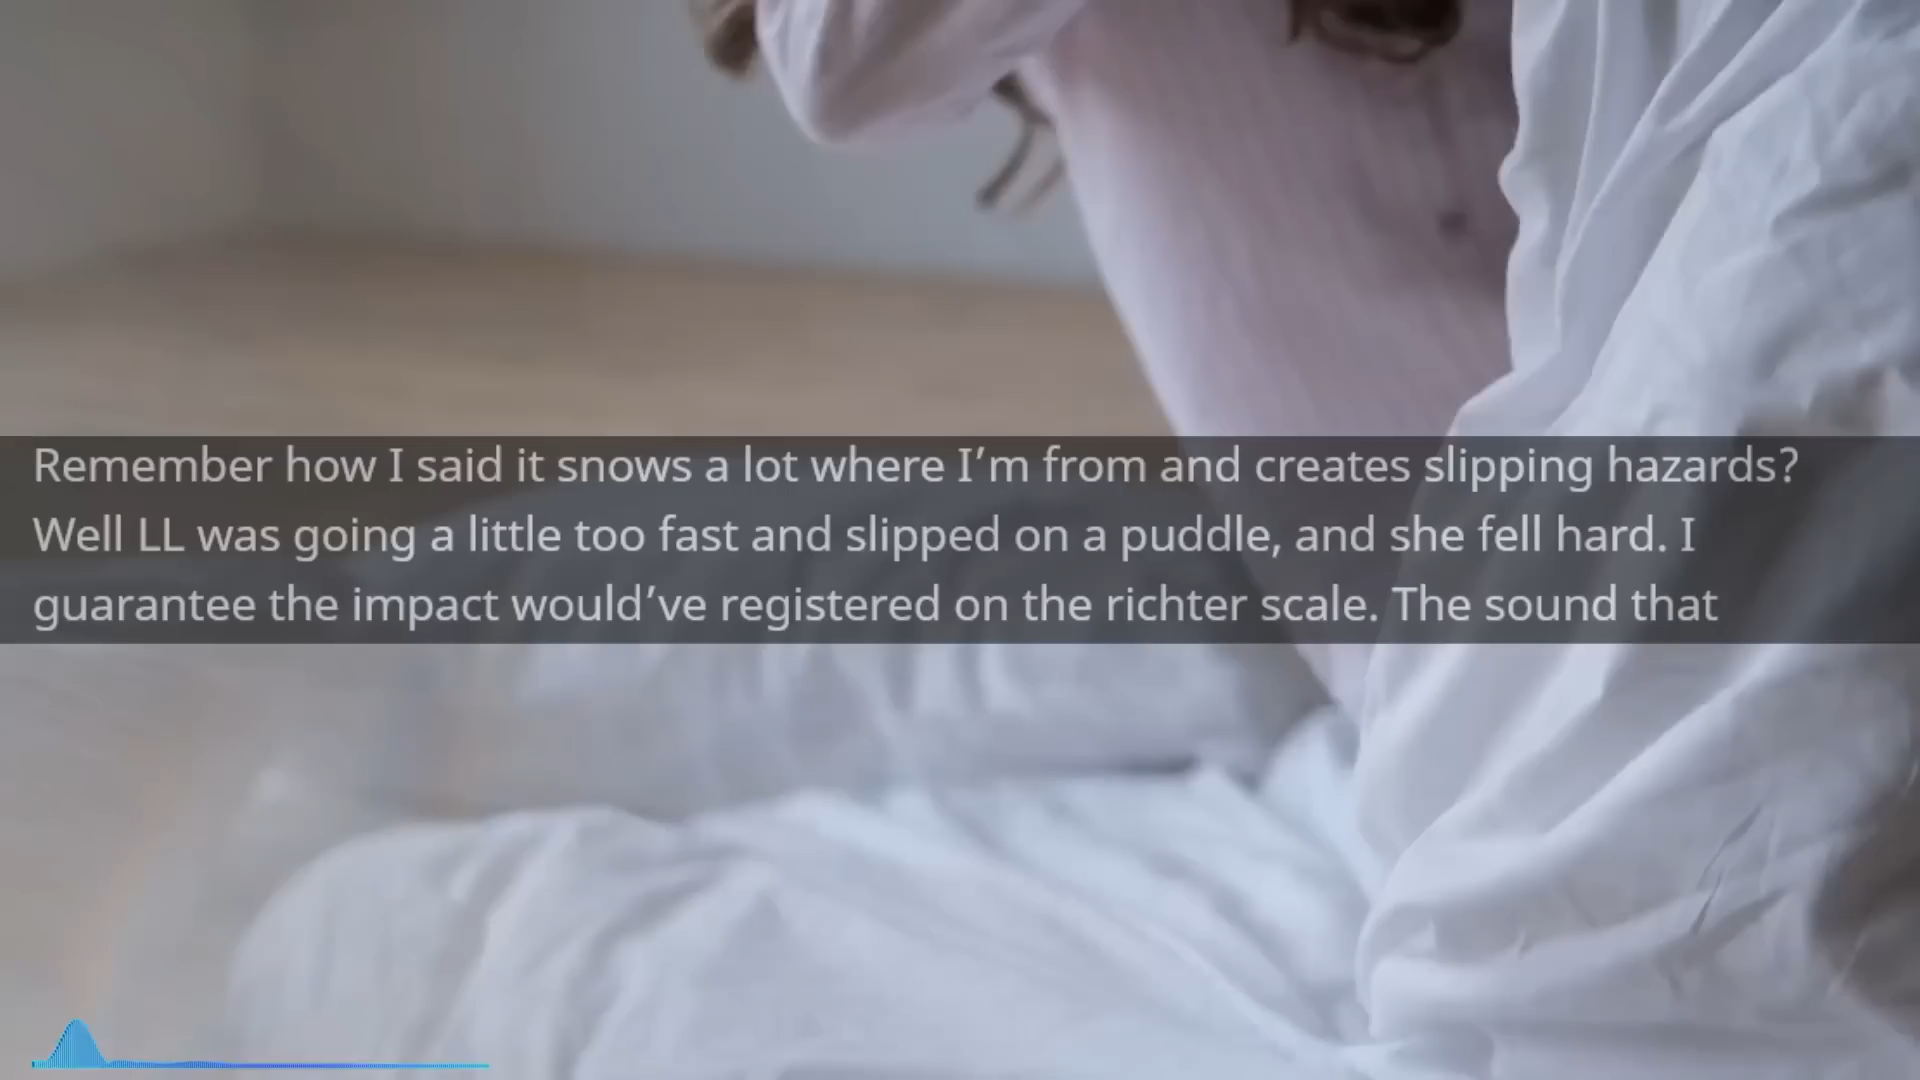 Remember how I said it snows a lot where I’m from and creates slipping hazards?
Well LL was going a little too fast and slipped on a puddle, and she fell hard. I
guarantee the impact would’ve registered on the richter scale. The sound that